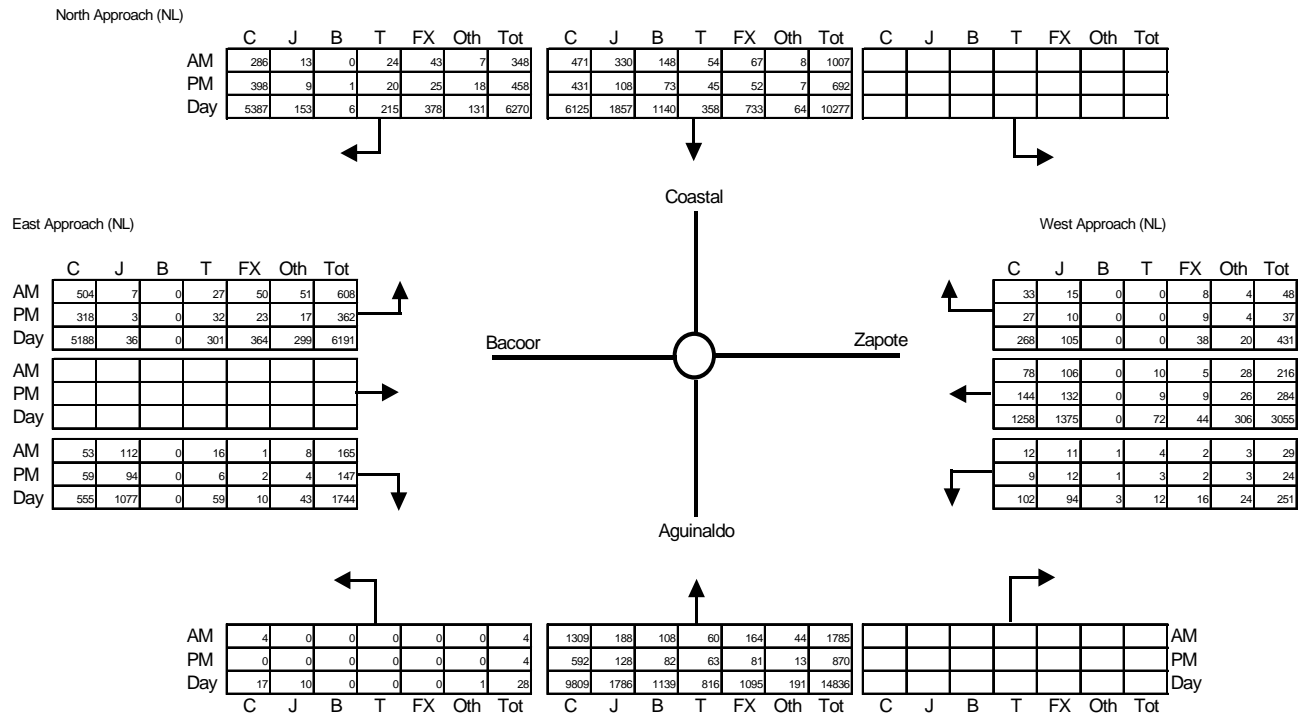 North Approach (NL)
C J B T FX Oth Tot C J B T FX Oth Tot C J B T FX Oth Tot
AM 286 13 0 24 43 7 348 471 330 148 54 67 8 1007
PM 398 9 1 20 25 18 458 431 108 73 45 52 7 692
Day 5387 153 6 215 378 131 6270 6125 1857 1140 358 733 64 10277
Coastal
East Approach (NL) West Approach (NL)
C J B T FX Oth Tot C J B T FX Oth Tot
AM 504 7 0 27 50 51 608 33 15 0 0 8 4 48
PM 318 3 0 32 23 17 362 27 10 0 0 9 4 37
Day 5188 36 0 301 364 299 6191 268 105 0 0 38 20 431
Bacoor Zapote
AM 78 106 0 10 5 28 216
PM 144 132 0 9 9 26 284
Day 1258 1375 0 72 44 306 3055
AM 53 112 0 16 1 8 165 12 11 1 4 2 3 29
PM 59 94 0 6 2 4 147 9 12 1 3 2 3 24
Day 555 1077 0 59 10 43 1744 102 94 3 12 16 24 251
Aguinaldo
AM 4 0 0 0 0 0 4 1309 188 108 60 164 44 1785 AM
PM 0 0 0 0 0 0 4 592 128 82 63 81 13 870 PM
Day 17 10 0 0 0 1 28 9809 1786 1139 816 1095 191 14836 Day
C J B T FX Oth Tot C J B T FX Oth Tot C J B T FX Oth Tot